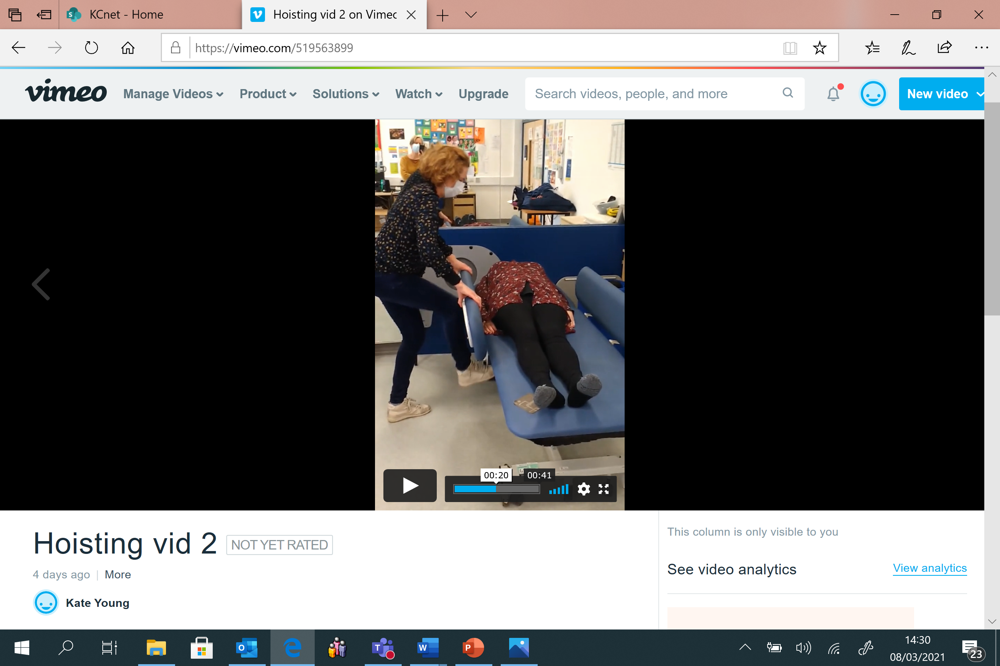 KCnet - Home
Hoisting vid 2 on Vimec
https://vimeo.com/519563899
vimeo
Manage Videos
Product
Solutions
Watch
Upgrade
Search videos, people, and more
New video
00:20
00:41
Hoisting vid 2
NOT YET RATED
4 days ago | More
Kate Young
This column is only visible to you
See video analytics
View analytics
14:30
08/03/2021
23